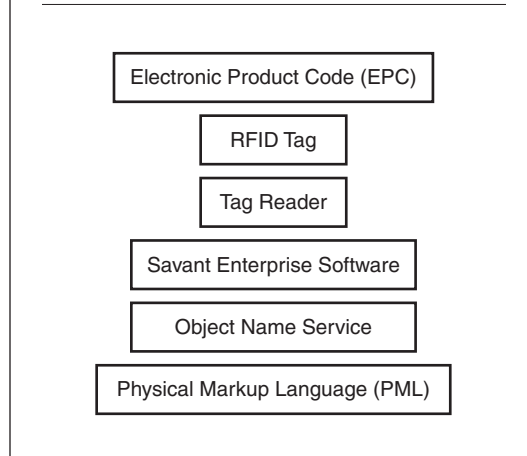 Electronic Product Code (EPC)
RFID Tag
Tag Reader
Savant Enterprise Software
Object Name Service
Physical Markup Language (PML)